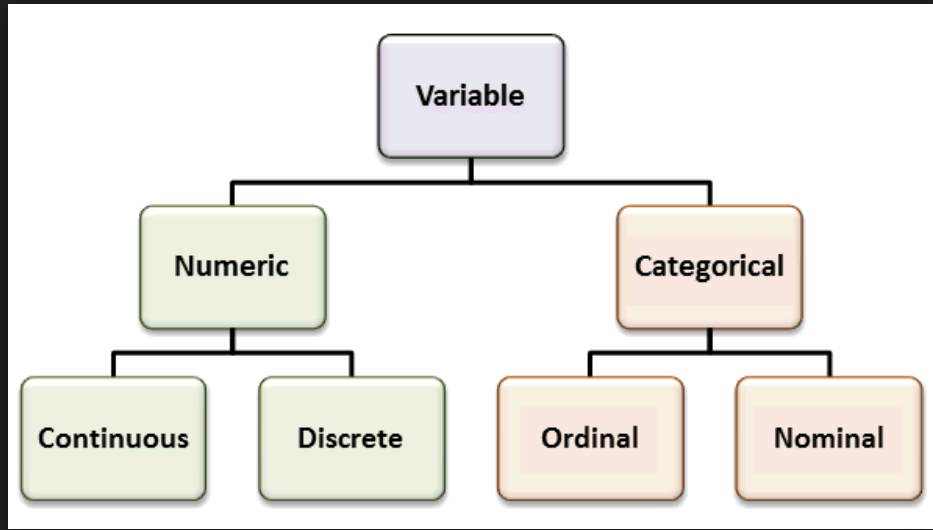 Variable
Numeric
Categorical
Continuous
Discrete
Ordinal
Nominal